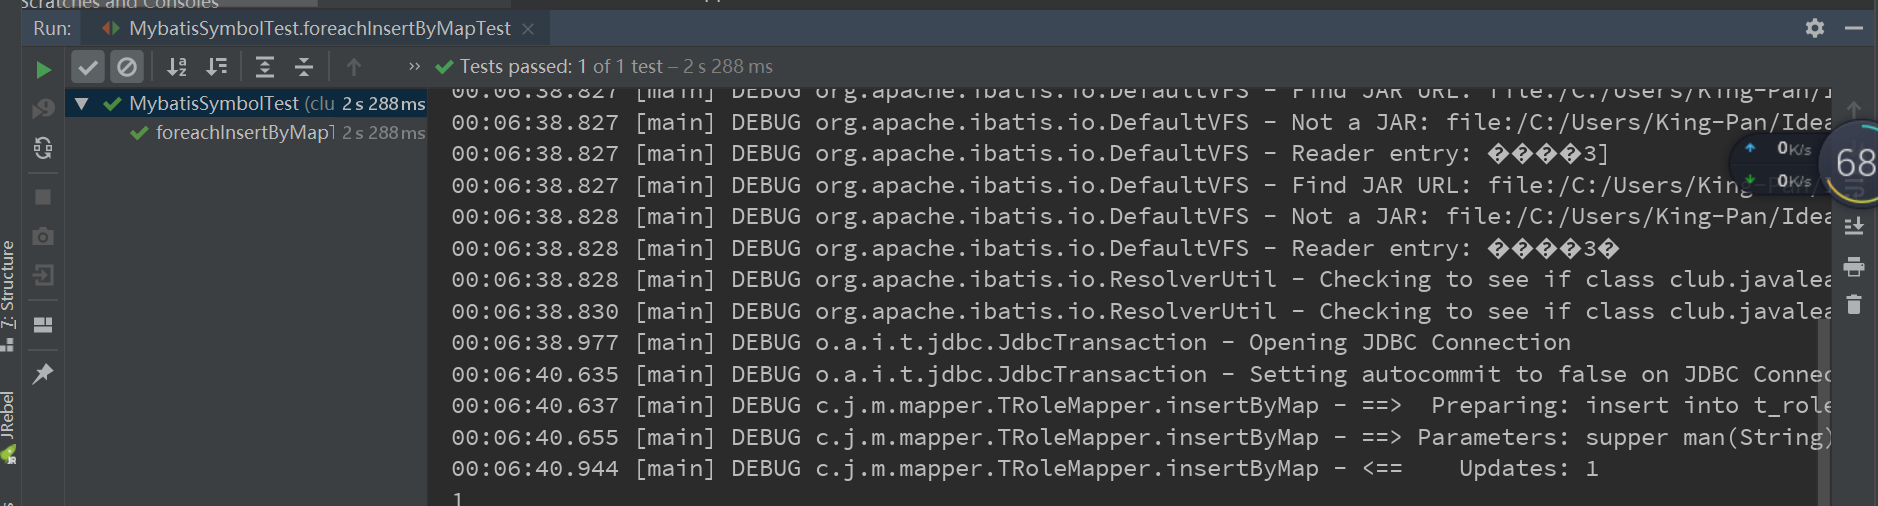 Scratches and Consoles
Run: MybatisSymbolTest.foreachInsertByMapTest ×
» Tests passed: 1 of 1 test – 2 s 288 ms
MybatisSymbolTest (clu 2 s 288 ms
foreachInsertByMapT 2 s 288 ms
00:06:38.827 [main] DEBUG org.apache.ibatis.io.DefaultVFS - Find JAR URL: file:/C:/Users/King-Pan/I
00:06:38.827 [main] DEBUG org.apache.ibatis.io.DefaultVFS - Not a JAR: file:/C:/Users/King-Pan/Idea
00:06:38.827 [main] DEBUG org.apache.ibatis.io.DefaultVFS - Reader entry: ����3]
00:06:38.827 [main] DEBUG org.apache.ibatis.io.DefaultVFS - Find JAR URL: file:/C:/Users/King-Pan/
00:06:38.828 [main] DEBUG org.apache.ibatis.io.DefaultVFS - Not a JAR: file:/C:/Users/King-Pan/Idea
00:06:38.828 [main] DEBUG org.apache.ibatis.io.DefaultVFS - Reader entry: ����3�
00:06:38.828 [main] DEBUG org.apache.ibatis.io.ResolverUtil - Checking to see if class club.javalea
00:06:38.830 [main] DEBUG org.apache.ibatis.io.ResolverUtil - Checking to see if class club.javalea
00:06:38.977 [main] DEBUG o.a.i.t.jdbc.JdbcTransaction - Opening JDBC Connection
00:06:40.635 [main] DEBUG o.a.i.t.jdbc.JdbcTransaction - Setting autocommit to false on JDBC Connec
00:06:40.637 [main] DEBUG c.j.m.mapper.TRoleMapper.insertByMap - ==>  Preparing: insert into t_role
00:06:40.655 [main] DEBUG c.j.m.mapper.TRoleMapper.insertByMap - ==> Parameters: supper man(String)
00:06:40.944 [main] DEBUG c.j.m.mapper.TRoleMapper.insertByMap - <==    Updates: 1
1
0K/s
0K/s
68
7: Structure
JRebel